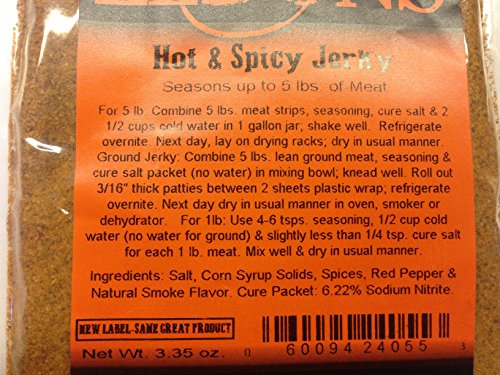 Hot & Spicy Jerky
Seasons up to 5 lbs. of Meat
For 5 lb: Combine 5 lbs. meat strips, seasoning, cure salt & 2
1/2 cups cold water in 1 gallon jar; shake well. Refrigerate
overnite. Next day, lay on drying racks; dry in usual manner.
Ground Jerky: Combine 5 lbs. lean ground meat, seasoning &
cure salt packet (no water) in mixing bowl; knead well. Roll out
3/16" thick patties between 2 sheets plastic wrap; refrigerate
overnite. Next day dry in usual manner in oven, smoker or
dehydrator. For 1lb: Use 4-6 tsps. seasoning, 1/2 cup cold
water (no water for ground) & slightly less than 1/4 tsp. cure salt
for each 1 lb. meat. Mix well & dry in usual manner.
Ingredients: Salt, Corn Syrup Solids, Spices, Red Pepper &
Natural Smoke Flavor. Cure Packet: 6.22% Sodium Nitrite.
NEW LABEL-SAME GREAT PRODUCT
Net Wt. 3.35 oz.
0 60094 24055 3